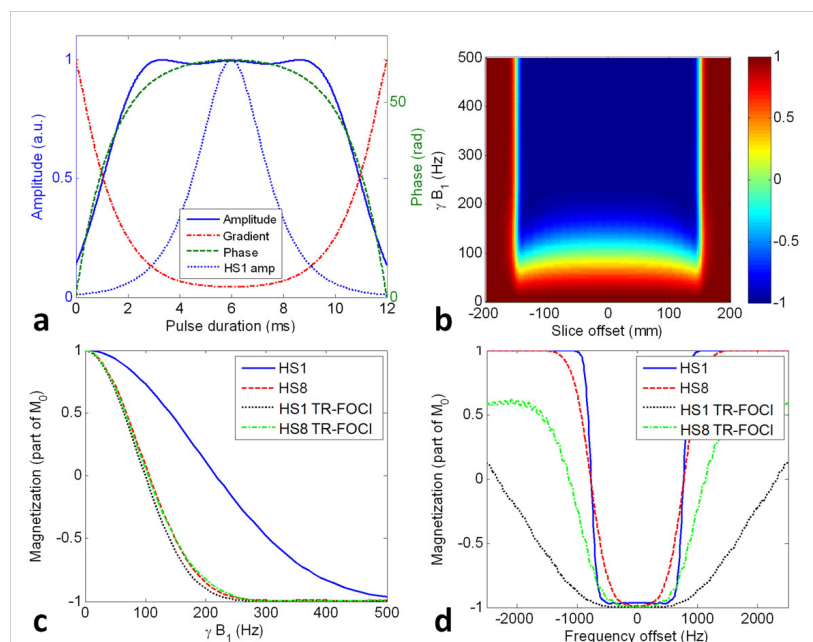 Amplitude (a.u.)
1
0.5
0
50
0
Phase (rad)
Amplitude
Gradient
Phase
HS1 amp
0 2 4 6 8 10 12
Pulse duration (ms)
a
γ B1 (Hz)
500
400
300
200
100
0
-200 -100 0 100 200
Slice offset (mm)
1
0.5
0
-0.5
-1
b
Magnetization (part of M0)
1
0.5
0
-0.5
-1
HS1
HS8
HS1 TR-FOCI
HS8 TR-FOCI
0 100 200 300 400 500
γ B1 (Hz)
c
Magnetization (part of M0)
1
0.5
0
-0.5
-1
HS1
HS8
HS1 TR-FOCI
HS8 TR-FOCI
-2000 -1000 0 1000 2000
Frequency offset (Hz)
d